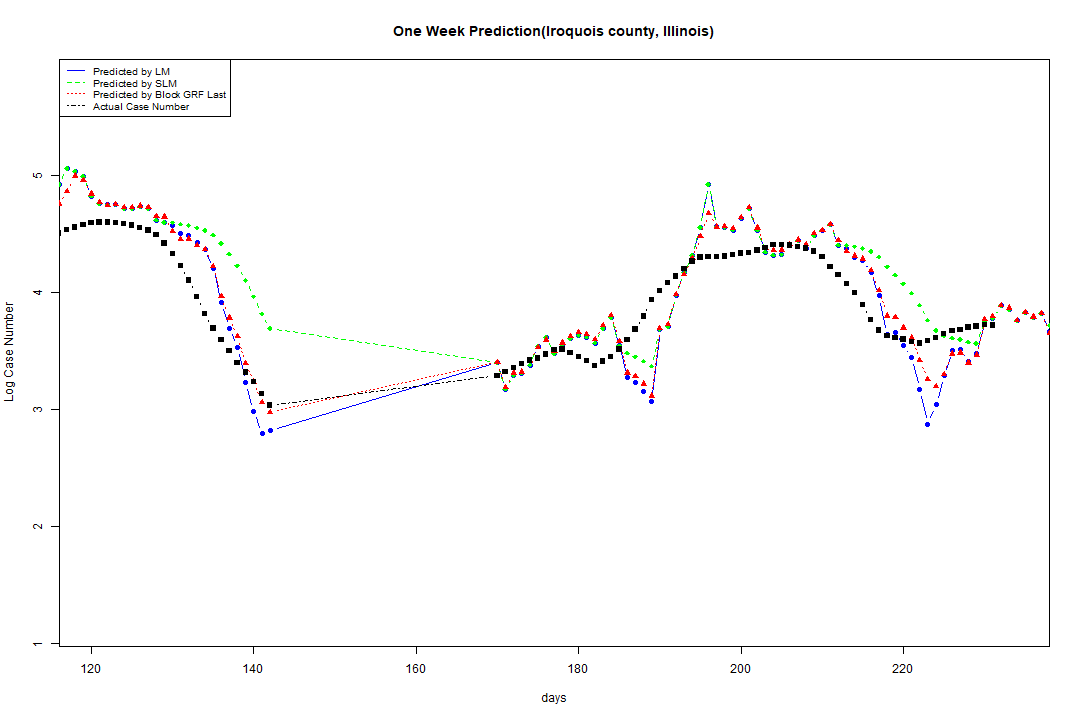 One Week Prediction(Iroquois county, Illinois)
Predicted by LM
Predicted by SLM
Predicted by Block GRF Last
Actual Case Number
Log Case Number
5
4
3
2
1
120 140 160 180 200 220
days